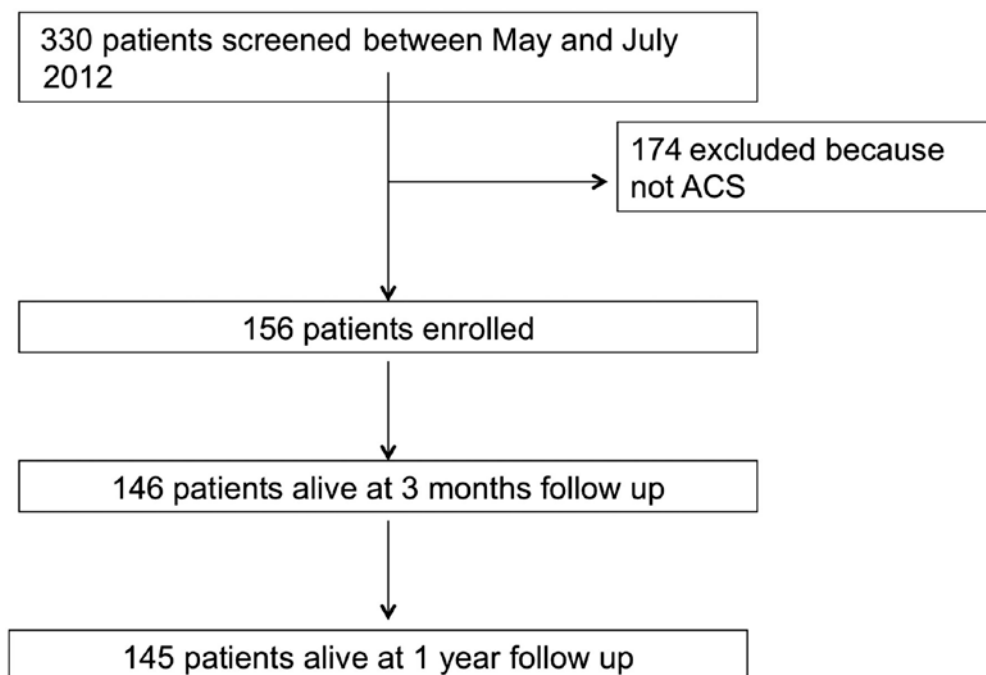 330 patients screened between May and July
2012
174 excluded because
not ACS
156 patients enrolled
146 patients alive at 3 months follow up
145 patients alive at 1 year follow up